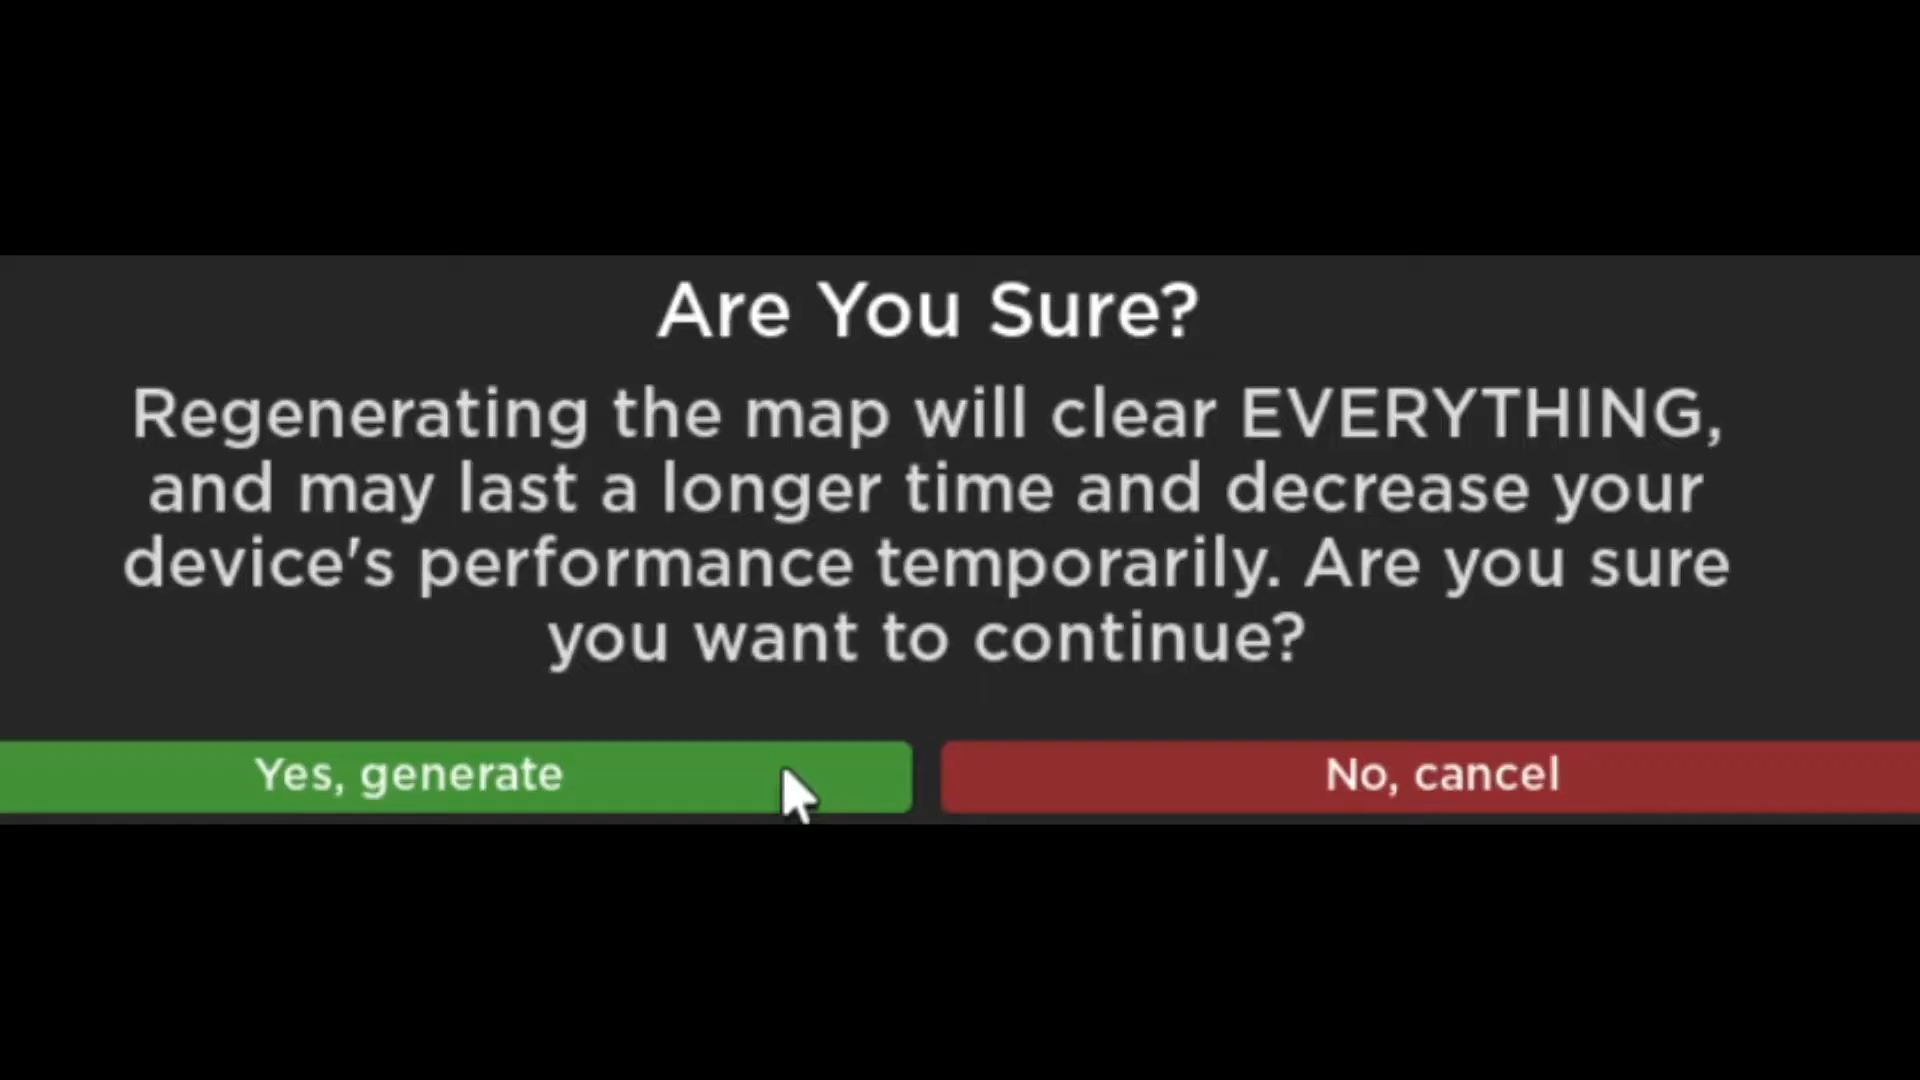 Are You Sure?
Regenerating the map will clear EVERYTHING,
and may last a longer time and decrease your
device's performance temporarily. Are you sure
you want to continue?
Yes, generate
No, cancel